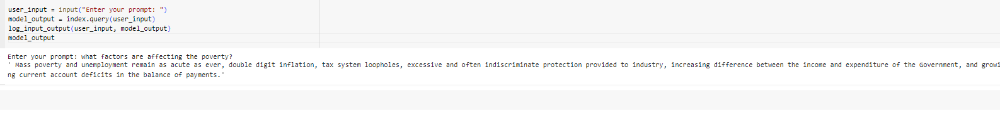 user_input = input("Enter your prompt: ")
model_output = index.query(user_input)
log_input_output(user_input, model_output)
model_output
Enter your prompt: what factors are affecting the poverty?
' Mass poverty and unemployment remain as acute as ever, double digit inflation, tax system loopholes, excessive and often indiscriminate protection provided to industry, increasing difference between the income and expenditure of the Government, and growi
ng current account deficits in the balance of payments.'